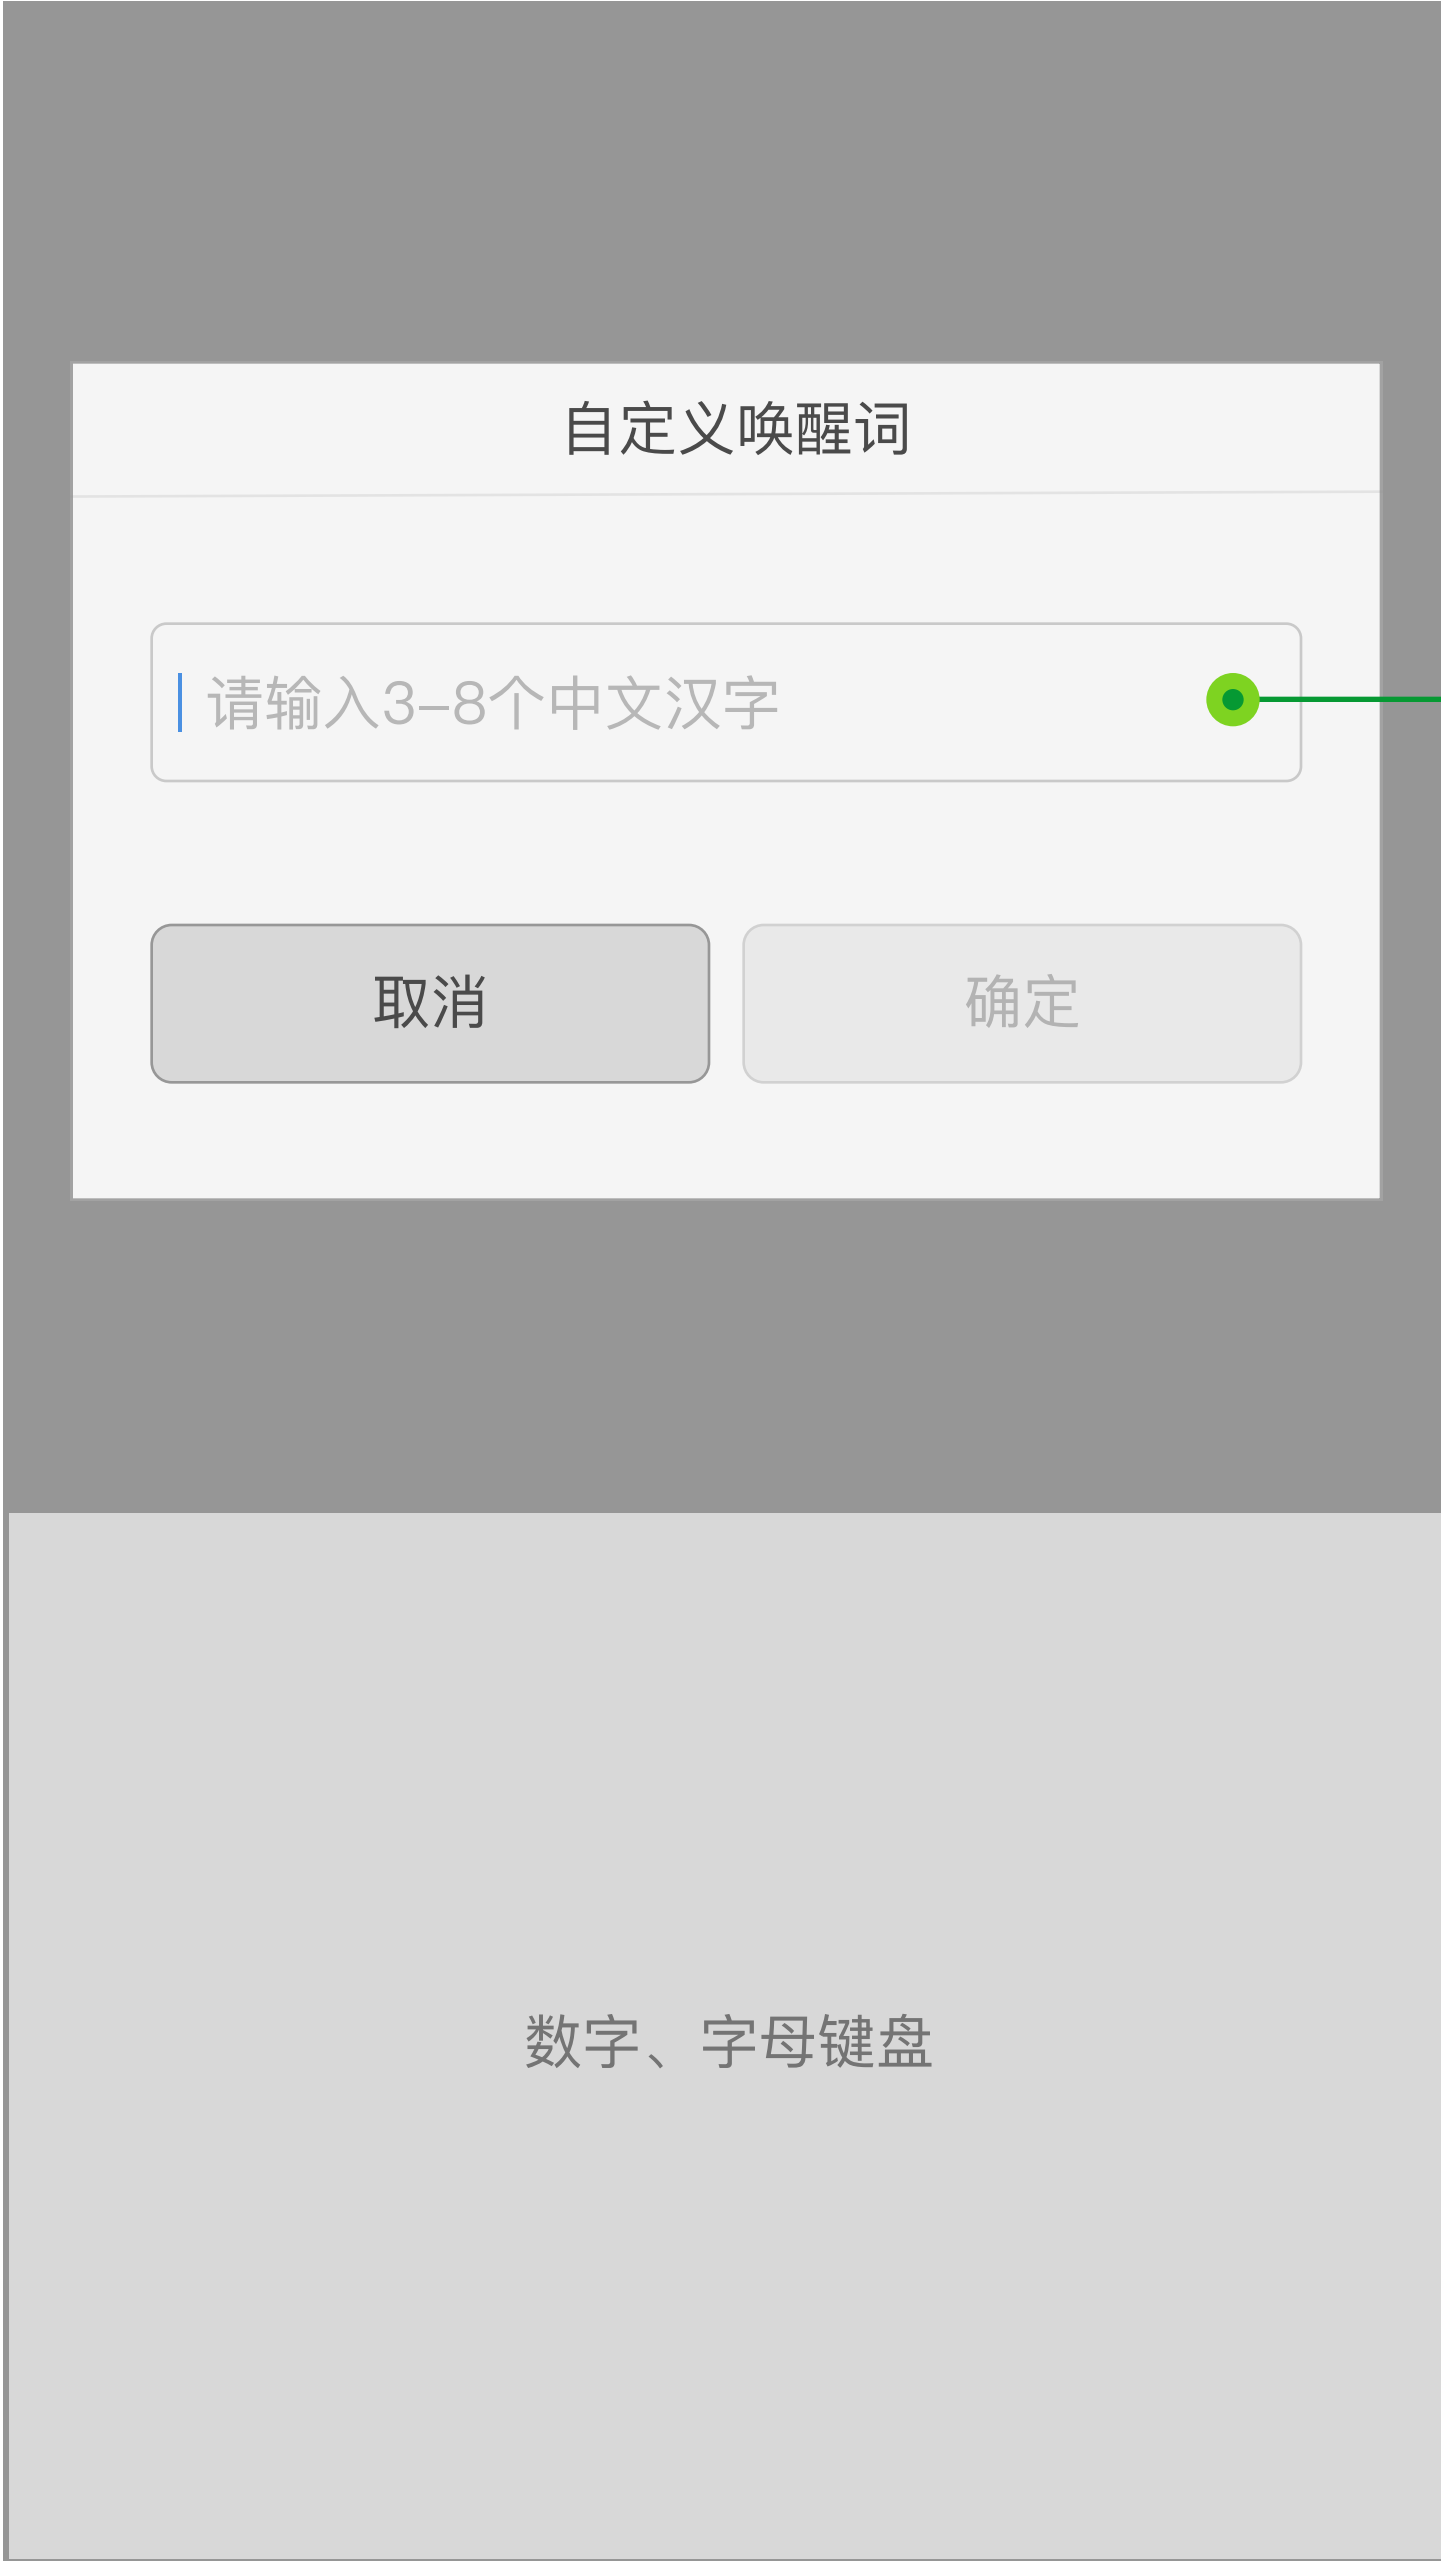 自定义唤醒词
请输入3-8个中文汉字
取消
确定
数字、字母键盘